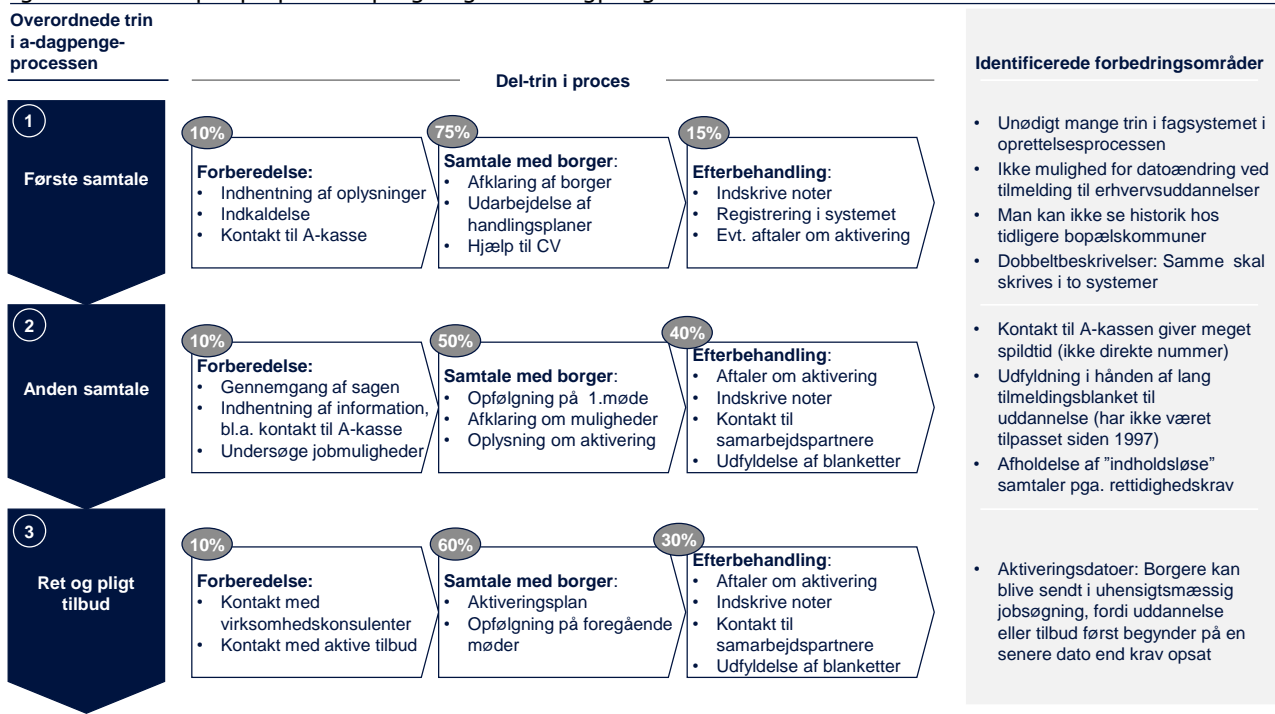 Overordnede trin
i a-dagpenge-
processen
Del-trin i proces
Identificerede forbedringsområder
1
Første samtale
10%
Forberedelse:
• Indhentning af oplysninger
• Indkaldelse
• Kontakt til A-kasse
75%
Samtale med borger:
• Afklaring af borger
• Udarbejdelse af
handlingsplaner
• Hjælp til CV
15%
Efterbehandling:
• Indskrive noter
• Registrering i systemet
• Evt. aftaler om aktivering
• Unødigt mange trin i fagsystemet i
oprettelsesprocessen
• Ikke mulighed for datoændring ved
tilmelding til erhvervsuddannelser
• Man kan ikke se historik hos
tidligere bopælskommuner
• Dobbeltbeskrivelser: Samme skal
skrives i to systemer
2
Anden samtale
10%
Forberedelse:
• Gennemgang af sagen
• Indhentning af information,
bl.a. kontakt til A-kasse
• Undersøge jobmuligheder
50%
Samtale med borger:
• Opfølgning på 1.møde
• Afklaring om muligheder
• Oplysning om aktivering
40%
Efterbehandling:
• Aftaler om aktivering
• Indskrive noter
• Kontakt til
samarbejdspartnere
• Udfyldelse af blanketter
• Kontakt til A-kassen giver meget
spildtid (ikke direkte nummer)
• Udfyldning i hånden af lang
tilmeldingsblanket til
uddannelse (har ikke været
tilpasset siden 1997)
• Afholdelse af ”indholdsløse”
samtaler pga. rettidighedskrav
3
Ret og pligt
tilbud
10%
Forberedelse:
• Kontakt med
virksomhedskonsulenter
• Kontakt med aktive tilbud
60%
Samtale med borger:
• Aktiveringsplan
• Opfølgning på foregående
møder
30%
Efterbehandling:
• Aftaler om aktivering
• Indskrive noter
• Kontakt til
samarbejdspartnere
• Udfyldelse af blanketter
• Aktiveringsdatoer: Borgere kan
blive sendt i uhensigtsmæssig
jobsøgning, fordi uddannelse
eller tilbud først begynder på en
senere dato end krav opsat